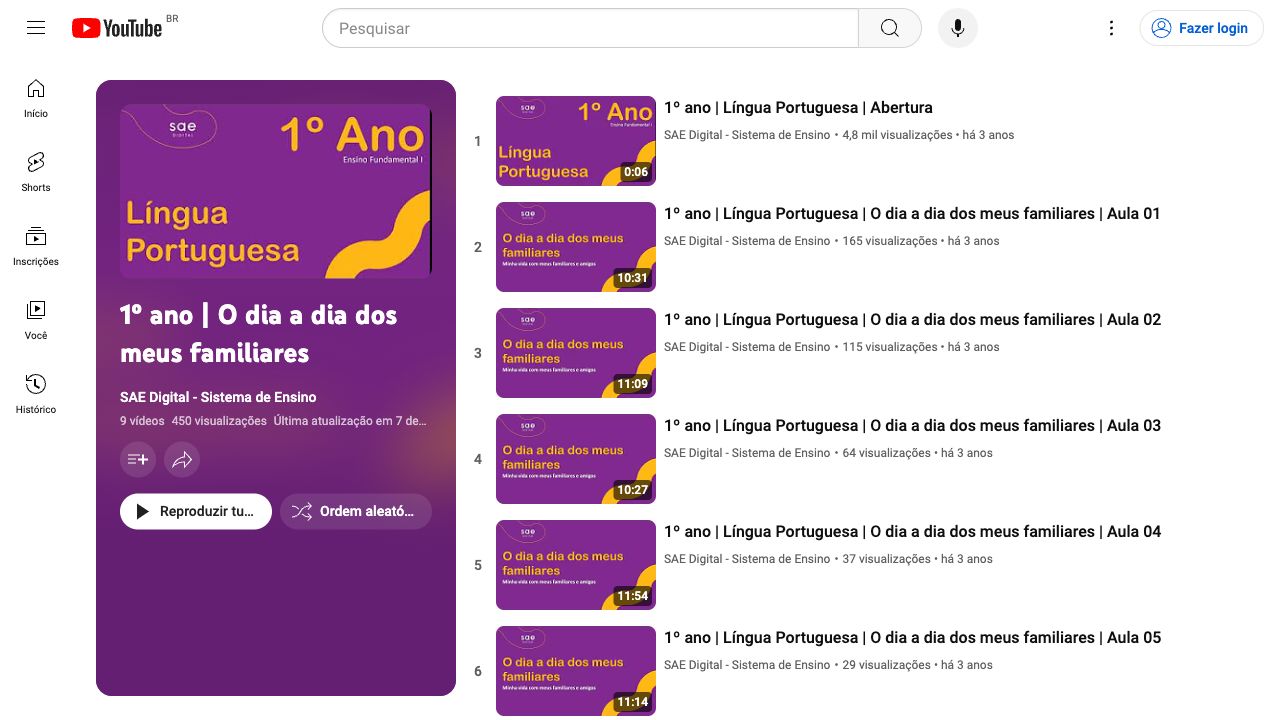 YouTube BR
Pesquisar
Fazer login
Início
Shorts
Inscrições
Você
Histórico
sae
DIGITAL
1º Ano
Ensino Fundamental I
Língua
Portuguesa
1º ano | O dia a dia dos
meus familiares
SAE Digital - Sistema de Ensino
9 vídeos 450 visualizações Última atualização em 7 de...
Reproduzir tu...
Ordem aleató...
1
sae
1º Ano
Ensino Fundamental I
Língua
Portuguesa
0:06
1º ano | Língua Portuguesa | Abertura
SAE Digital - Sistema de Ensino • 4,8 mil visualizações • há 3 anos
2
sae
O dia a dia dos meus
familiares
Minha vida com meus familiares e amigos
10:31
1º ano | Língua Portuguesa | O dia a dia dos meus familiares | Aula 01
SAE Digital - Sistema de Ensino • 165 visualizações • há 3 anos
3
sae
O dia a dia dos meus
familiares
Minha vida com meus familiares e amigos
11:09
1º ano | Língua Portuguesa | O dia a dia dos meus familiares | Aula 02
SAE Digital - Sistema de Ensino • 115 visualizações • há 3 anos
4
sae
O dia a dia dos meus
familiares
Minha vida com meus familiares e amigos
10:27
1º ano | Língua Portuguesa | O dia a dia dos meus familiares | Aula 03
SAE Digital - Sistema de Ensino • 64 visualizações • há 3 anos
5
sae
O dia a dia dos meus
familiares
Minha vida com meus familiares e amigos
11:54
1º ano | Língua Portuguesa | O dia a dia dos meus familiares | Aula 04
SAE Digital - Sistema de Ensino • 37 visualizações • há 3 anos
6
sae
O dia a dia dos meus
familiares
Minha vida com meus familiares e amigos
11:14
1º ano | Língua Portuguesa | O dia a dia dos meus familiares | Aula 05
SAE Digital - Sistema de Ensino • 29 visualizações • há 3 anos